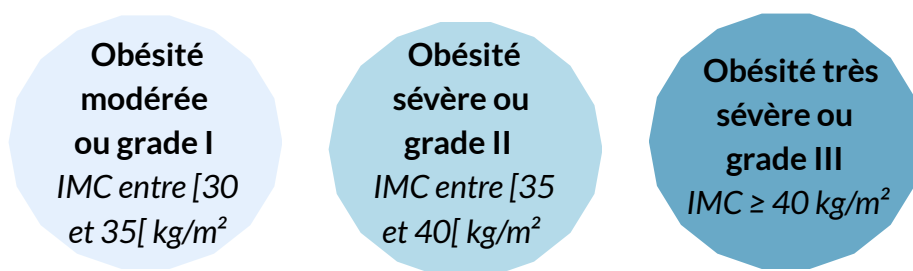 Obésité
modérée
ou grade I
IMC entre [30
et 35[ kg/m²
Obésité
sévère ou
grade II
IMC entre [35
et 40[ kg/m²
Obésité très
sévère ou
grade III
IMC ≥ 40 kg/m²